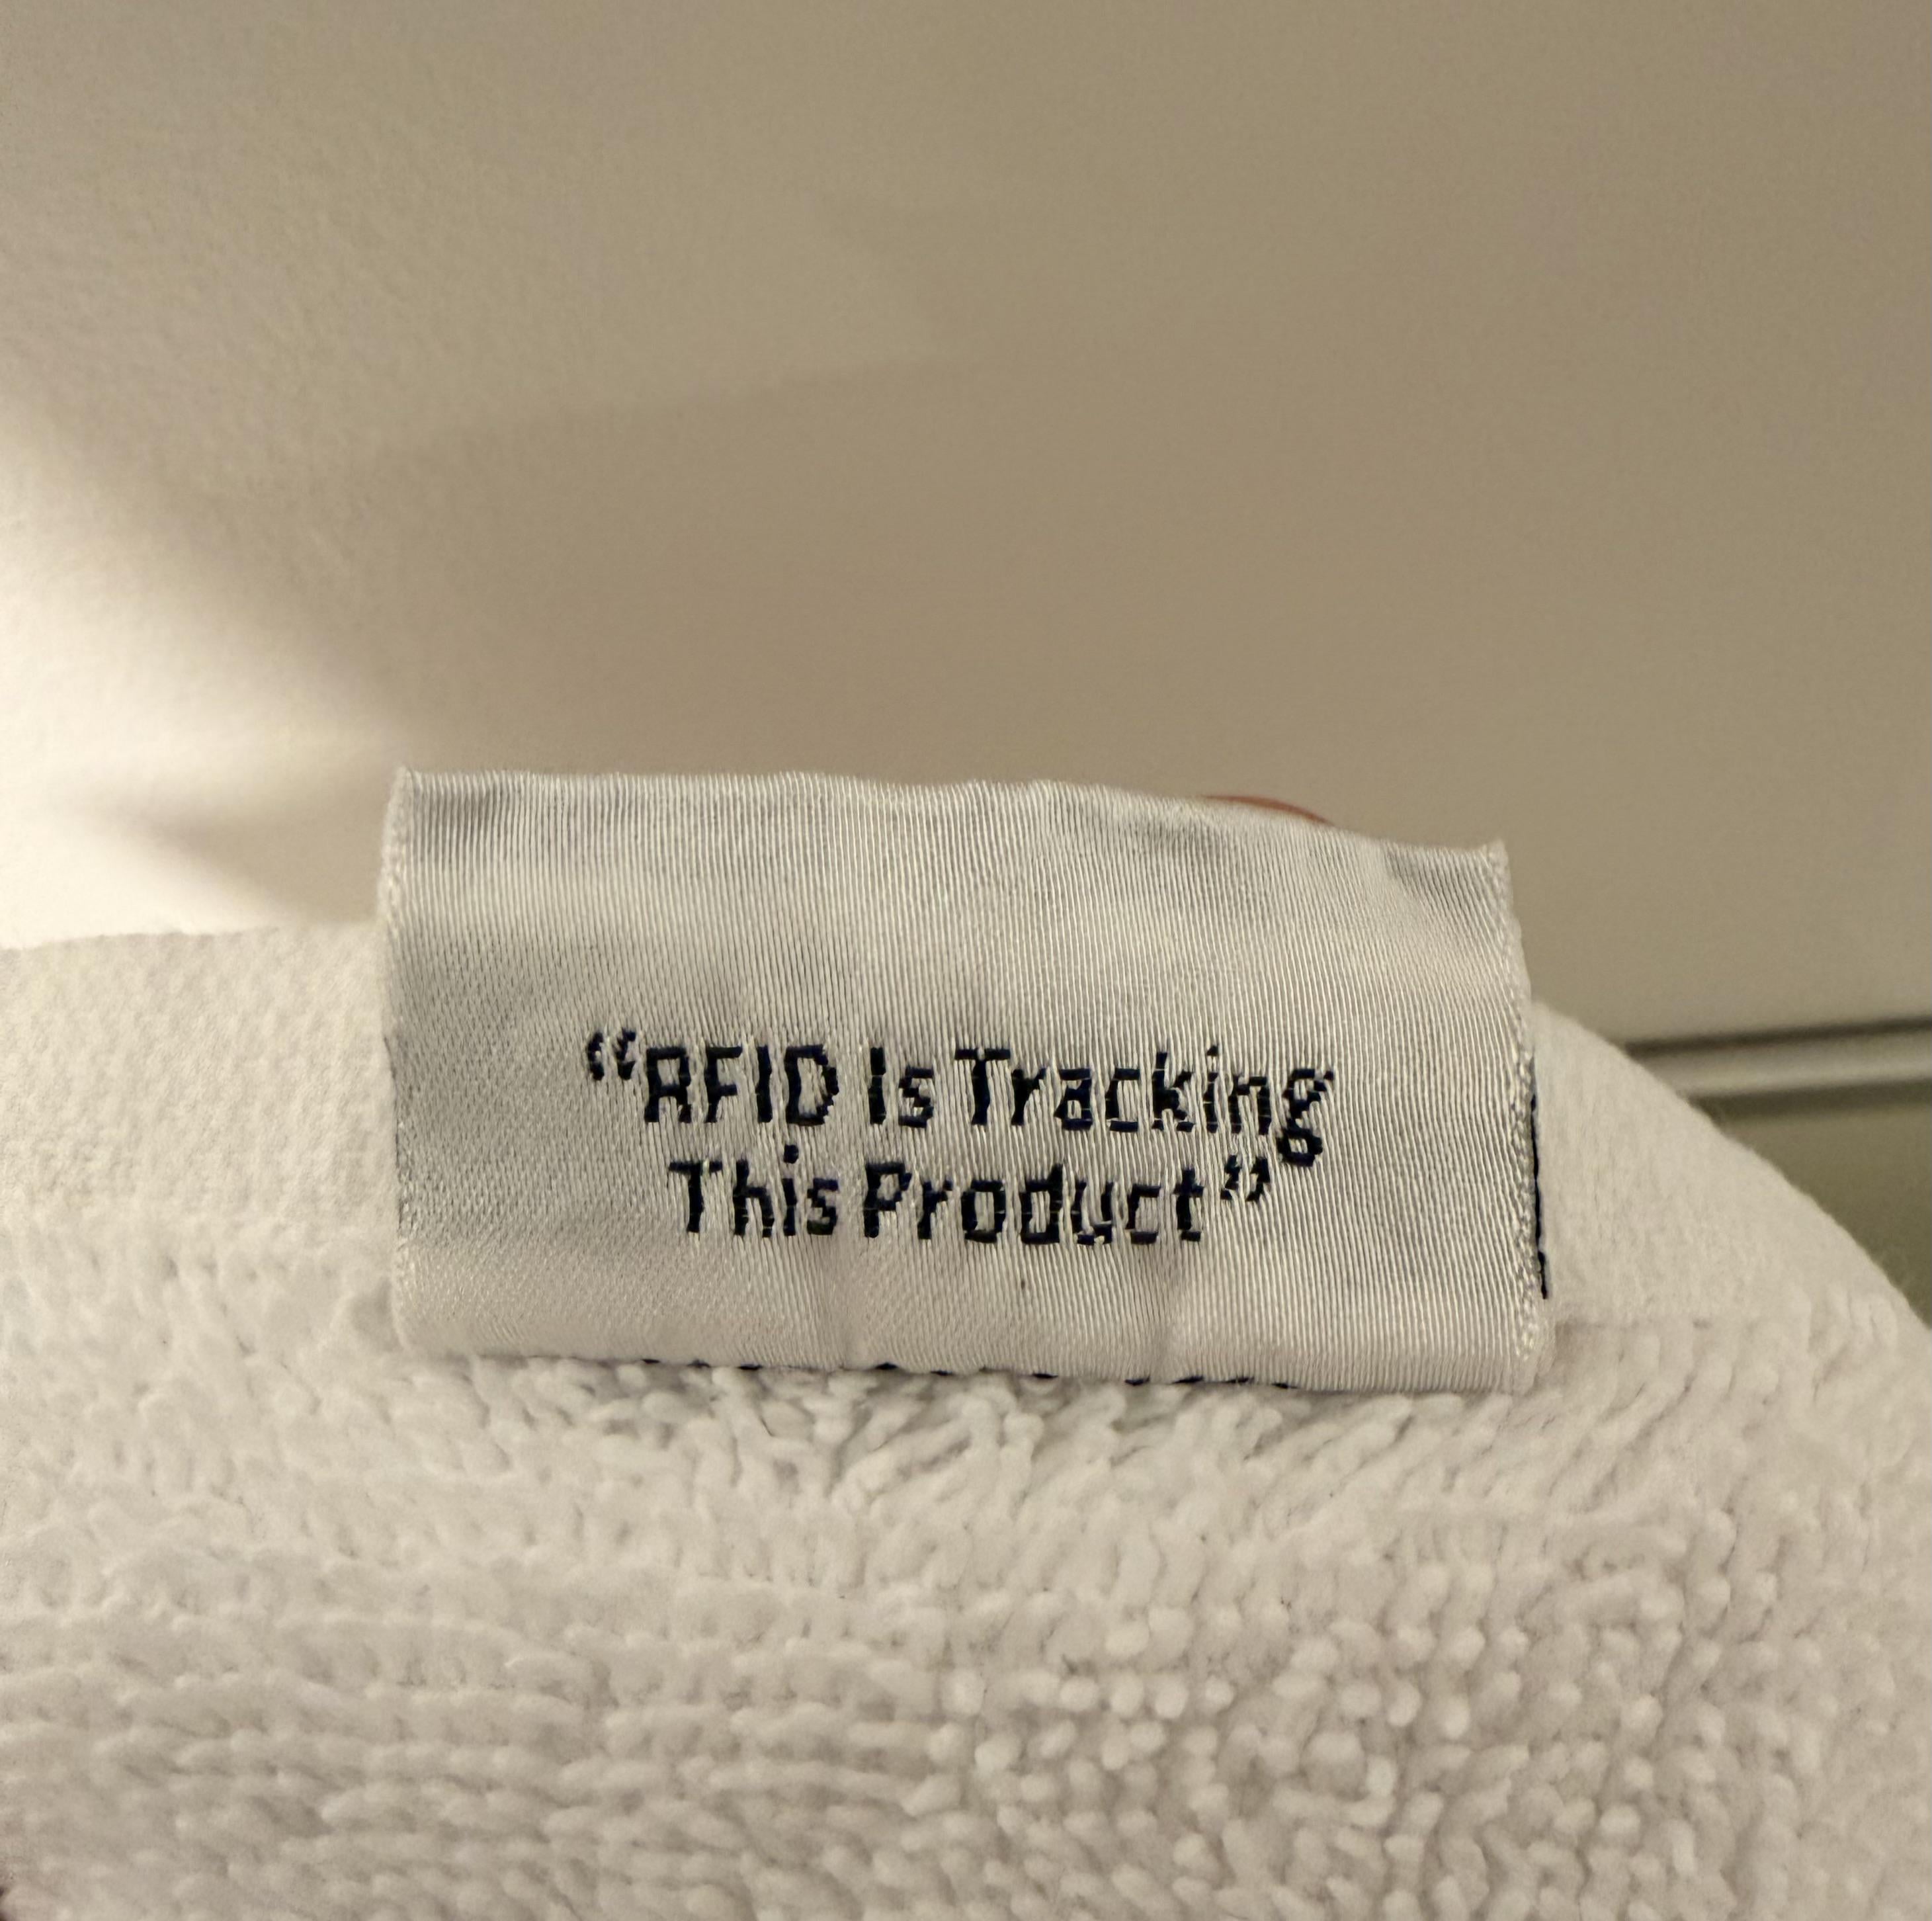 “RFID Is Tracking
This Product”